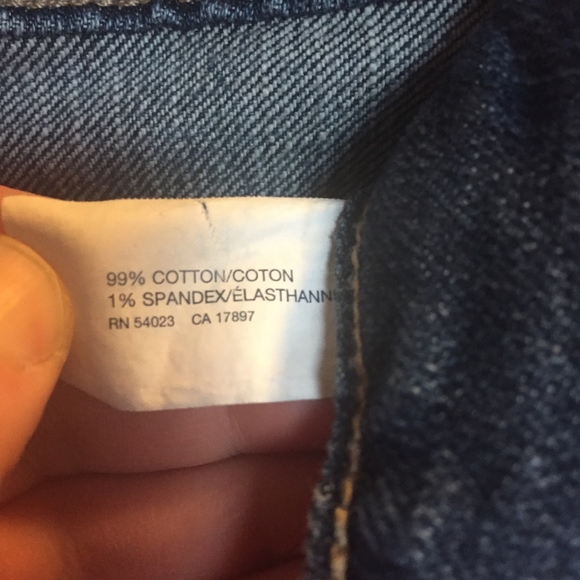 99% COTTON/COTON
1% SPANDEX/ÉLASTHANN
RN 54023 CA 17897